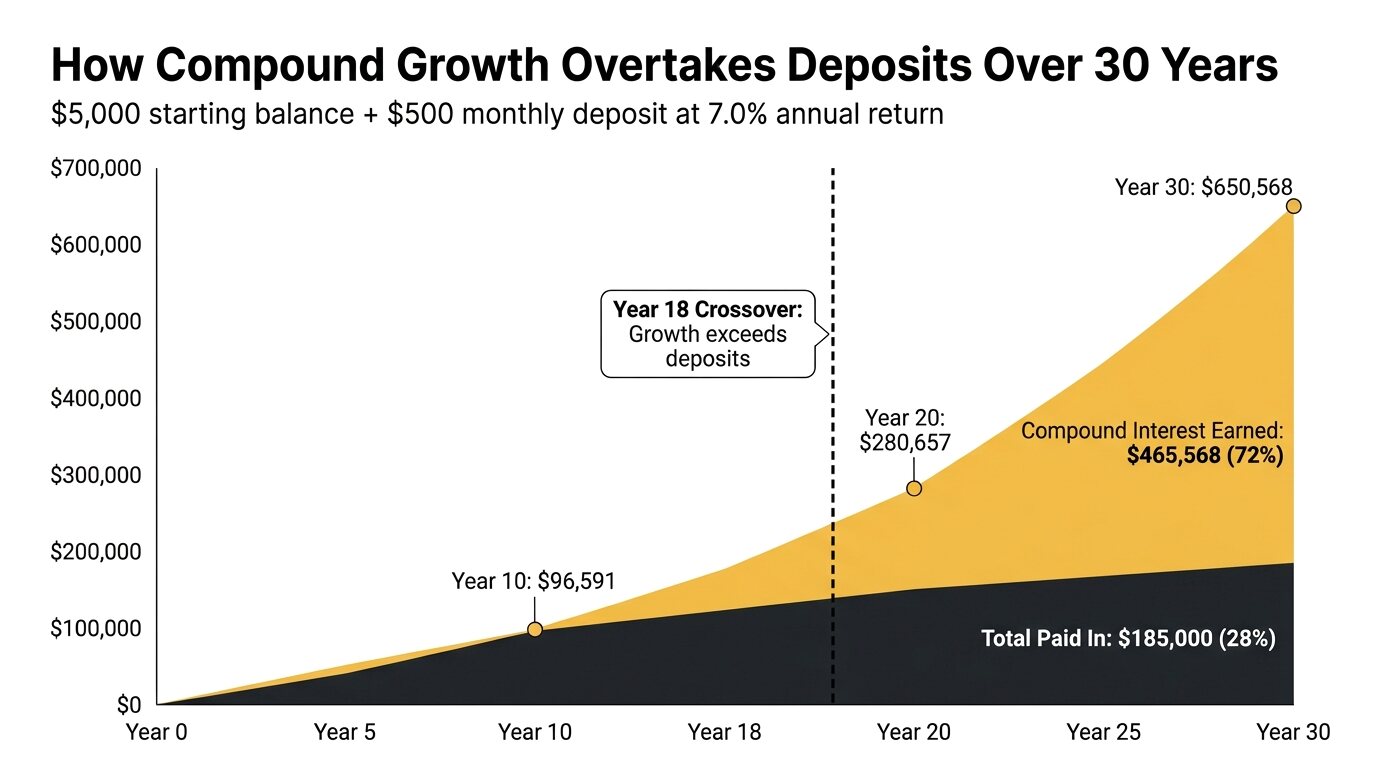 How Compound Growth Overtakes Deposits Over 30 Years
$5,000 starting balance + $500 monthly deposit at 7.0% annual return
$700,000
$600,000
$500,000
$400,000
$300,000
$200,000
$100,000
$0
Year 30: $650,568
Year 18 Crossover:
Growth exceeds
deposits
Year 20:
$280,657
Compound Interest Earned:
$465,568 (72%)
Year 10: $96,591
Total Paid In: $185,000 (28%)
Year 0
Year 5
Year 10
Year 18
Year 20
Year 25
Year 30